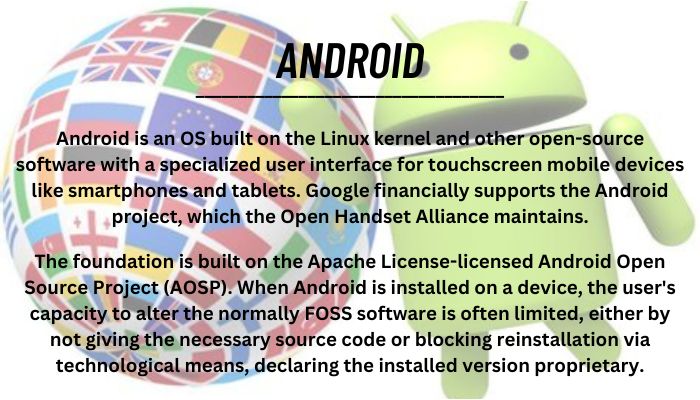 ANDROID
Android is an OS built on the Linux kernel and other open-source
software with a specialized user interface for touchscreen mobile devices
like smartphones and tablets. Google financially supports the Android
project, which the Open Handset Alliance maintains.
The foundation is built on the Apache License-licensed Android Open
Source Project (AOSP). When Android is installed on a device, the user's
capacity to alter the normally FOSS software is often limited, either by
not giving the necessary source code or blocking reinstallation via
technological means, declaring the installed version proprietary.